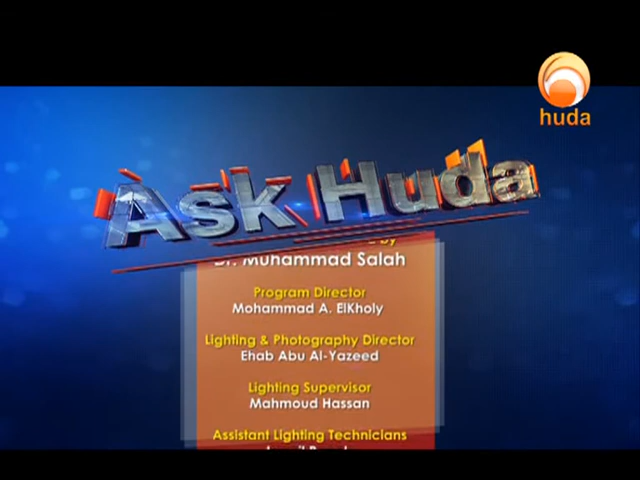 huda
Ask Huda
by
Dr. Muhammad Salah
Program Director
Mohammad A. ElKholy
Lighting & Photography Director
Ehab Abu Al-Yazeed
Lighting Supervisor
Mahmoud Hassan
Assistant Lighting Technicians